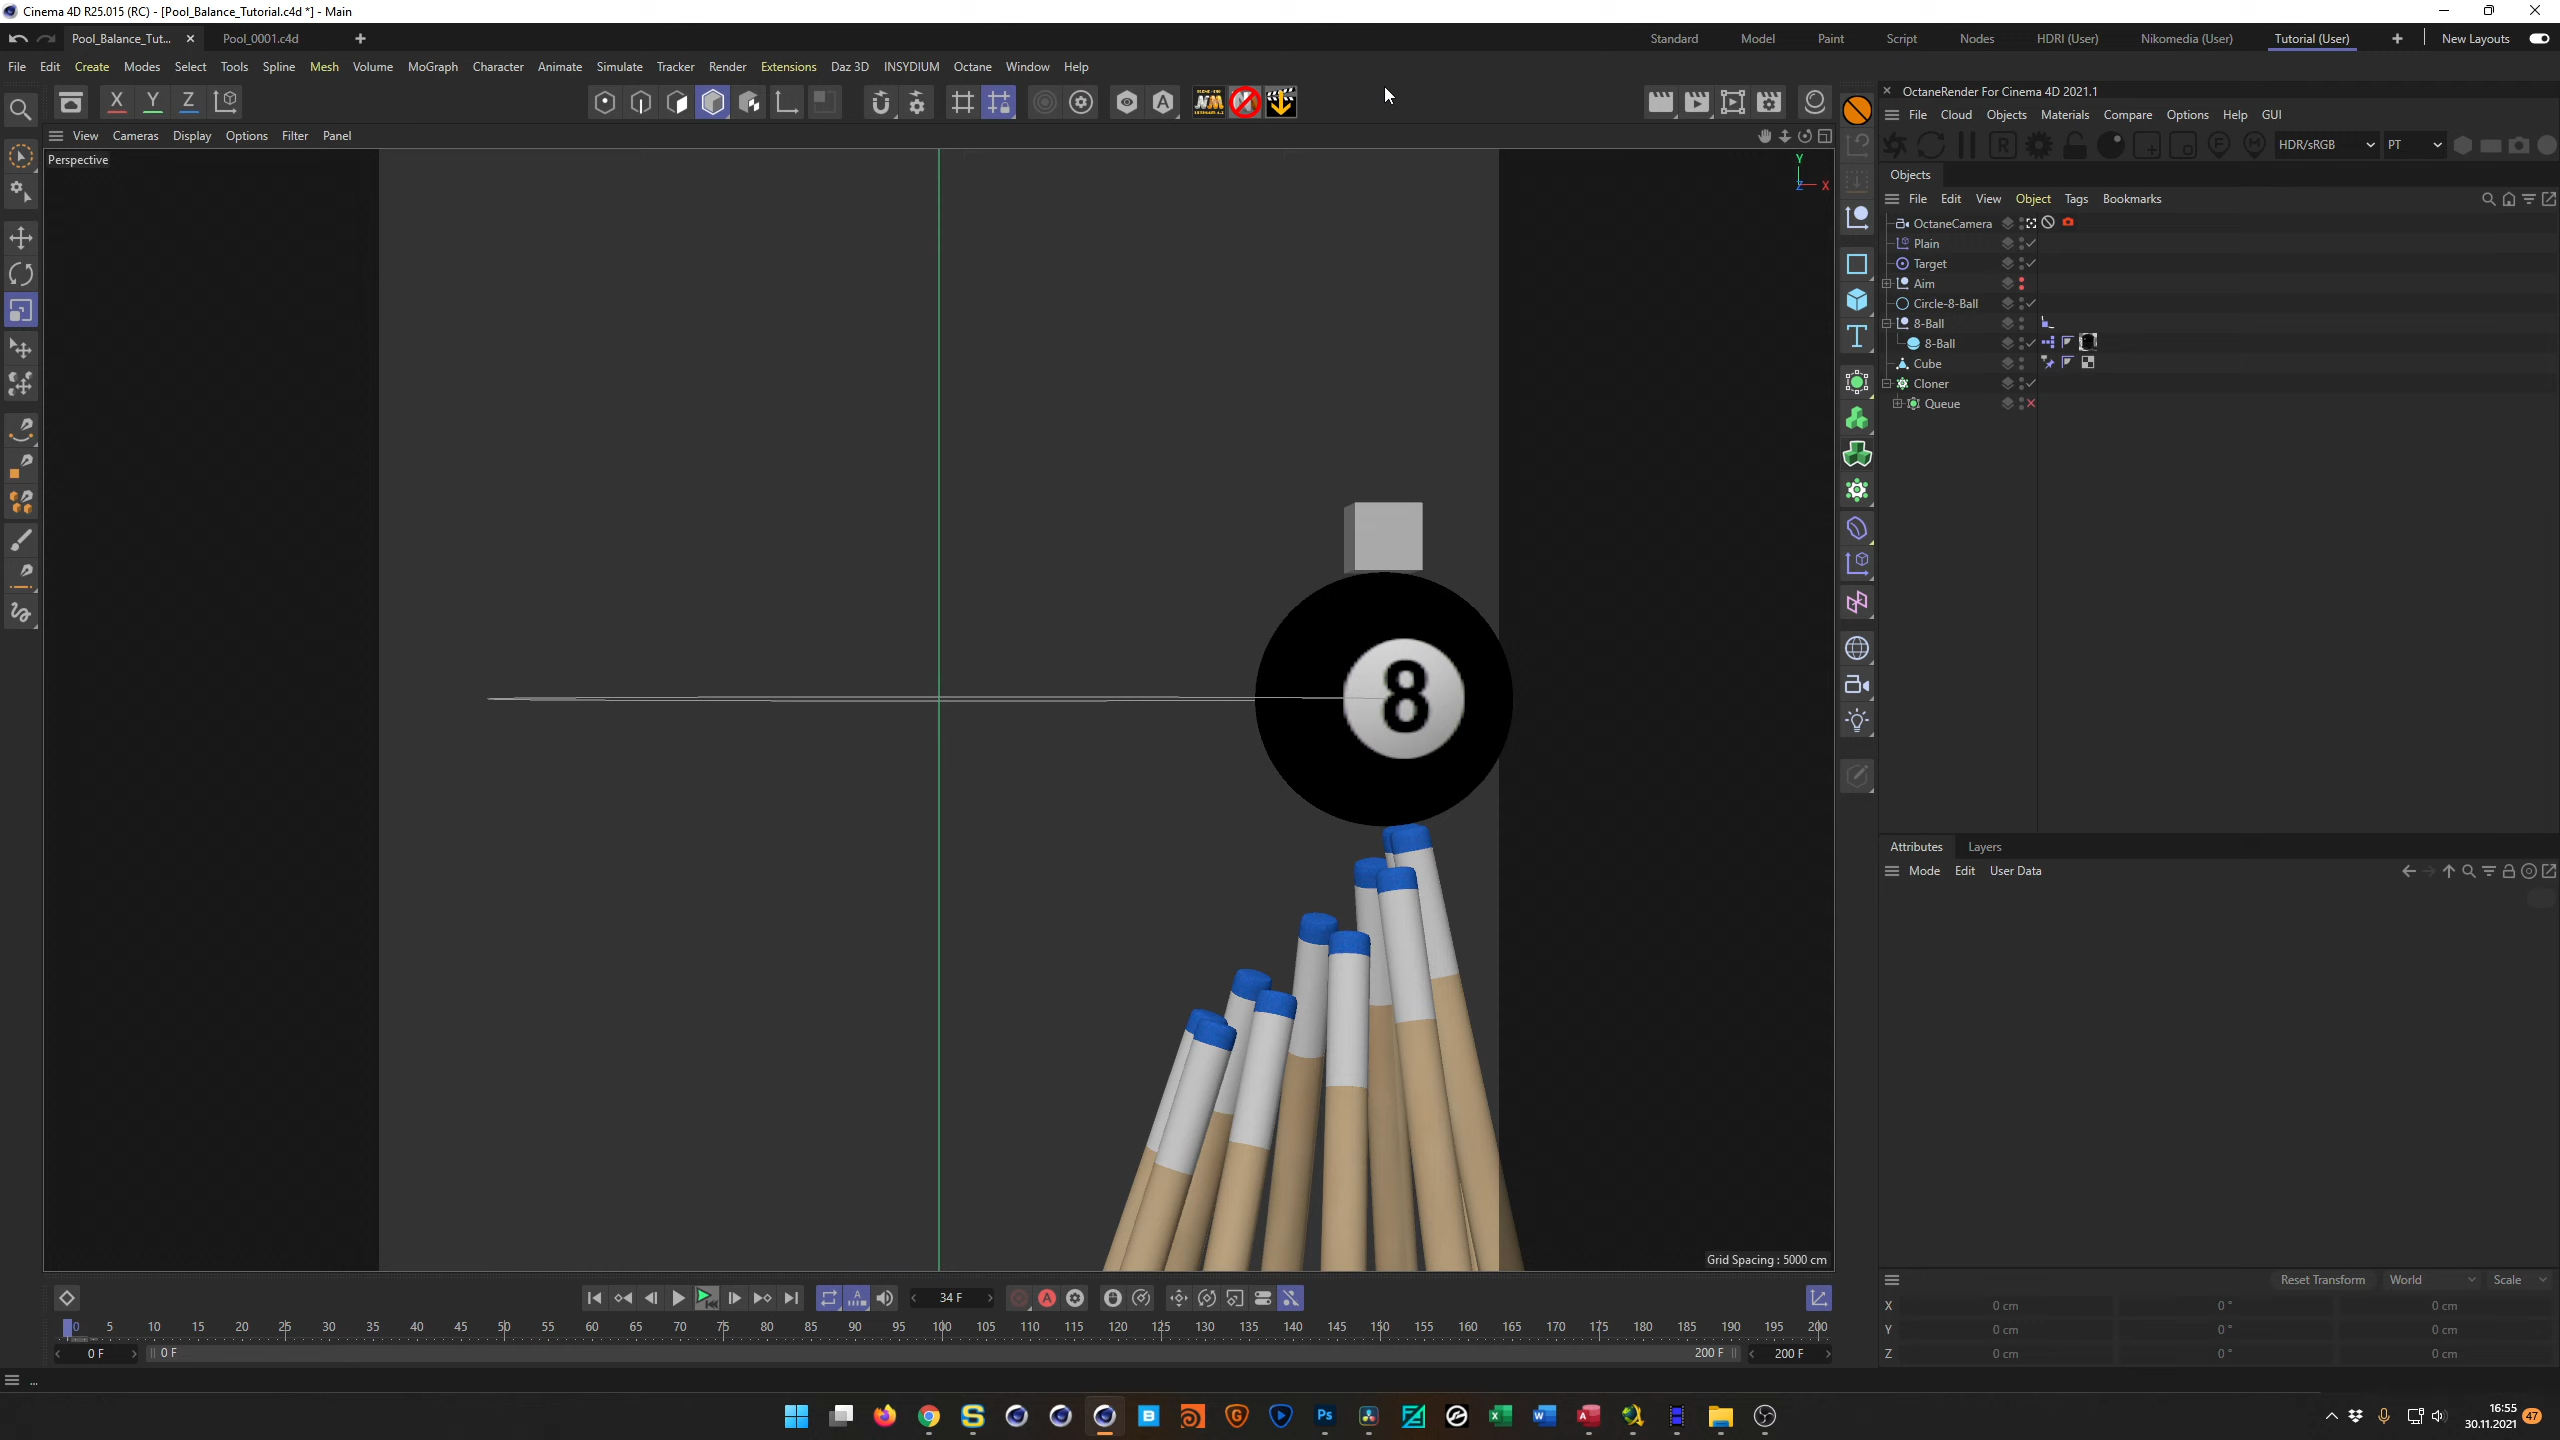 Cinema 4D R25.015 (RC) - [Pool_Balance_Tutorial.c4d *] - Main
Pool_Balance_Tut...
Pool_0001.c4d
Standard
Model
Paint
Script
Nodes
HDRI (User)
Nikomedia (User)
Tutorial (User)
New Layouts
File Edit Create Modes Select Tools Spline Mesh Volume MoGraph Character Animate Simulate Tracker Render Extensions Daz 3D INSYDIUM Octane Window Help
X Y Z
OctaneRender For Cinema 4D 2021.1
File Cloud Objects Materials Compare Options Help GUI
HDR/sRGB
PT
View Cameras Display Options Filter Panel
Perspective
Y
Z X
Objects
File Edit View Object Tags Bookmarks
OctaneCamera
Plain
Target
Aim
Circle-8-Ball
8-Ball
8-Ball
Cube
Cloner
Queue
8
Attributes
Layers
Mode Edit User Data
Grid Spacing : 5000 cm
Reset Transform
World
Scale
X 0 cm 0 ° 0 cm
Y 0 cm 0 ° 0 cm
Z 0 cm 0 ° 0 cm
34 F
0 5 10 15 20 25 30 35 40 45 50 55 60 65 70 75 80 85 90 95 100 105 110 115 120 125 130 135 140 145 150 155 160 165 170 175 180 185 190 195 200
0 F
0 F
200 F
200 F
...
16:55
30.11.2021
47